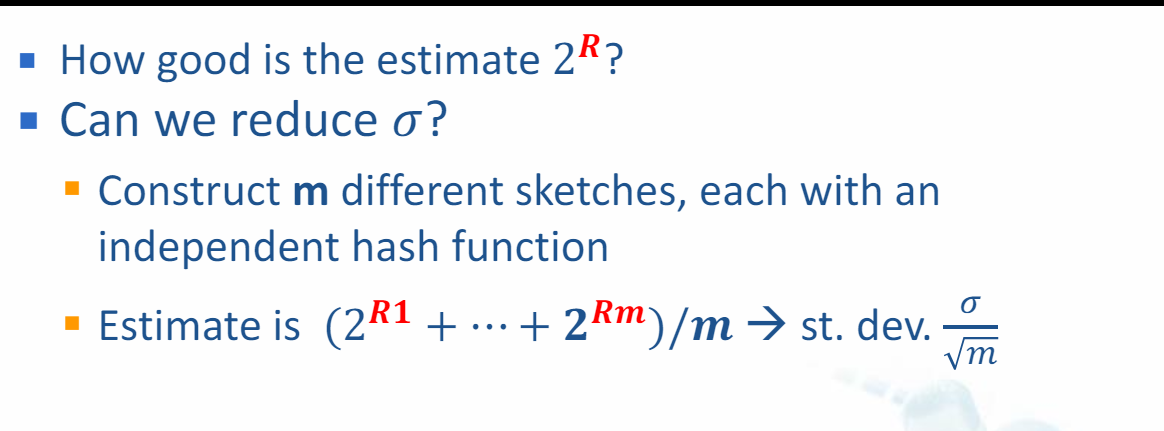 ▪ How good is the estimate 2^R?
▪ Can we reduce σ?
▪ Construct m different sketches, each with an
independent hash function
▪ Estimate is (2^R1 + ⋯ + 2^Rm)/m → st. dev. σ/√m